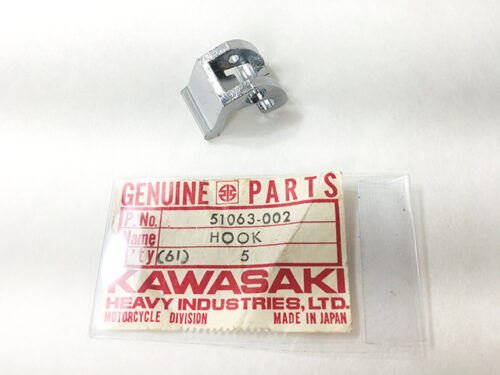 GENUINE PARTS
P. No. 51063-002
Name HOOK
Q'ty (61) 5
KAWASAKI
HEAVY INDUSTRIES, LTD.
MOTORCYCLE DIVISION MADE IN JAPAN